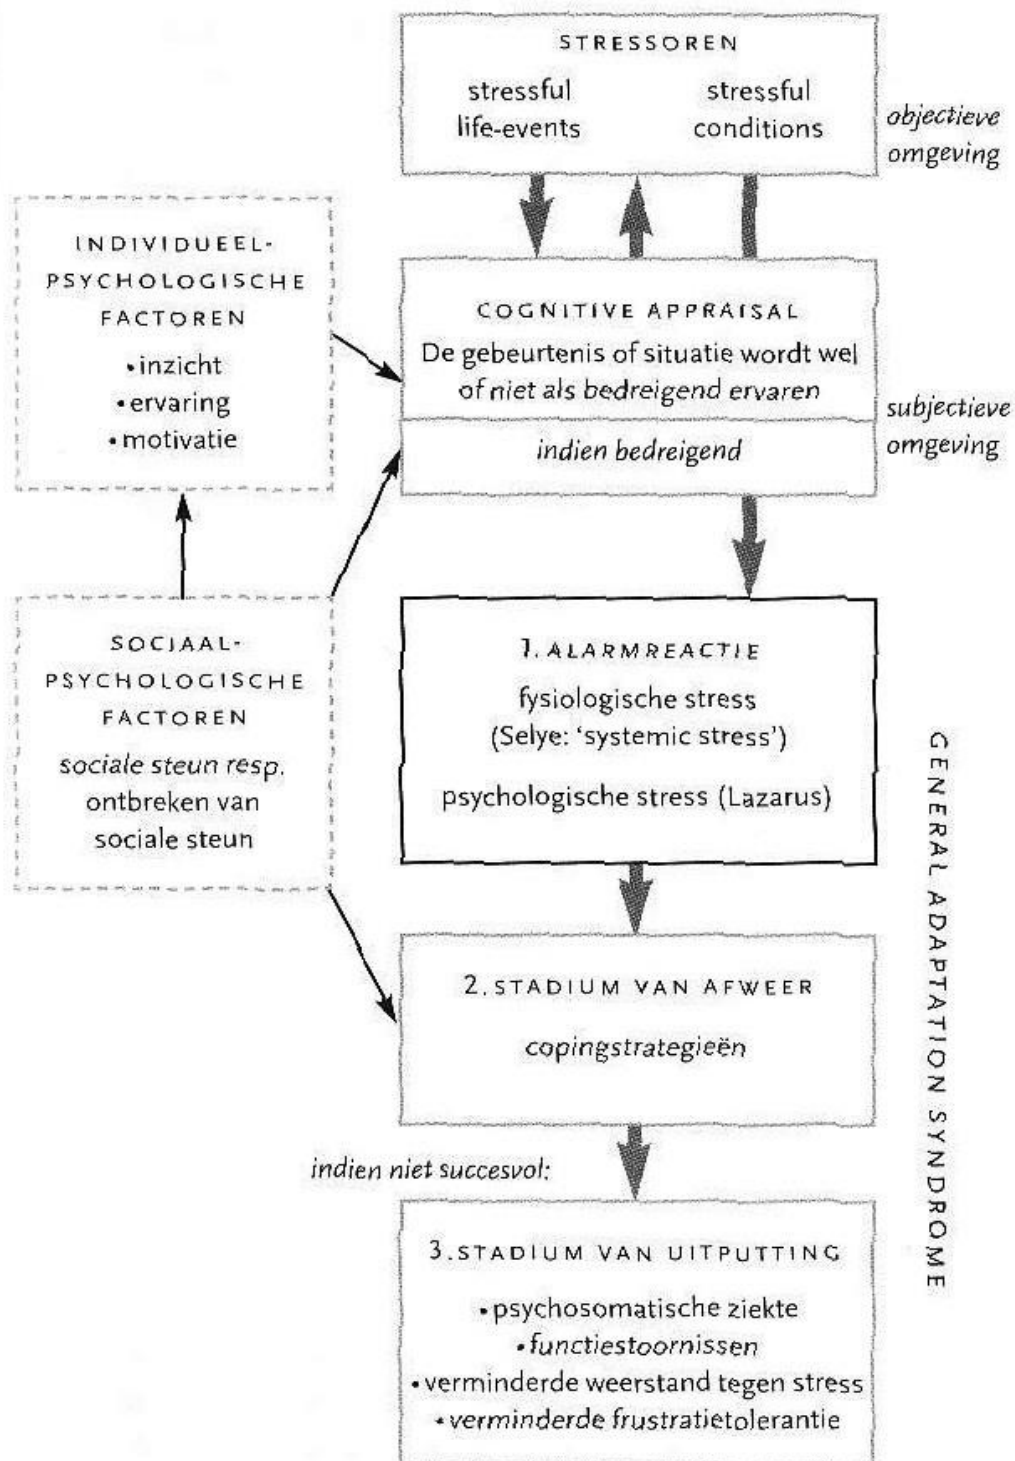 STRESSOREN
stressful
life-events
stressful
conditions
objectieve
omgeving
INDIVIDUEEL-
PSYCHOLOGISCHE
FACTOREN
• inzicht
• ervaring
• motivatie
COGNITIVE APPRAISAL
De gebeurtenis of situatie wordt wel
of niet als bedreigend ervaren
indien bedreigend
subjectieve
omgeving
SOCIAAL-
PSYCHOLOGISCHE
FACTOREN
sociale steun resp.
ontbreken van
sociale steun
1. ALARMREACTIE
fysiologische stress
(Selye: ‘systemic stress’)
psychologische stress (Lazarus)
2. STADIUM VAN AFWEER
copingstrategieën
indien niet succesvol:
3. STADIUM VAN UITPUTTING
• psychosomatische ziekte
• functiestoornissen
• verminderde weerstand tegen stress
• verminderde frustratietolerantie
GENERAL ADAPTATION SYNDROME